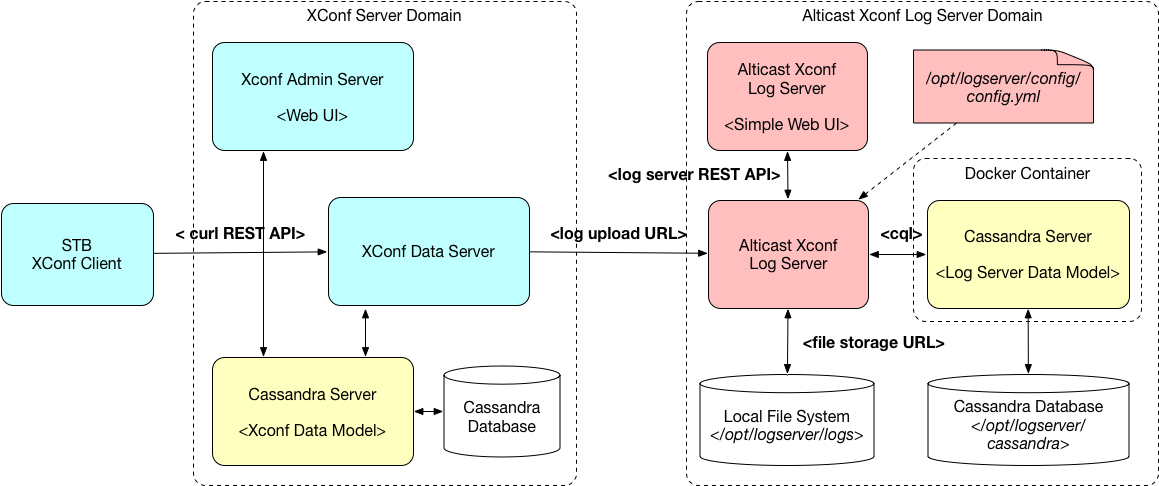 XConf Server Domain
Xconf Admin Server
<Web UI>
STB
XConf Client
< curl REST API>
XConf Data Server
<log upload URL>
Cassandra Server
<Xconf Data Model>
Cassandra
Database
Alticast Xconf Log Server Domain
Alticast Xconf
Log Server
<Simple Web UI>
/opt/logserver/config/
config.yml
<log server REST API>
Docker Container
Alticast Xconf
Log Server
<cql>
Cassandra Server
<Log Server Data Model>
<file storage URL>
Local File System
</opt/logserver/logs>
Cassandra Database
</opt/logserver/
cassandra>